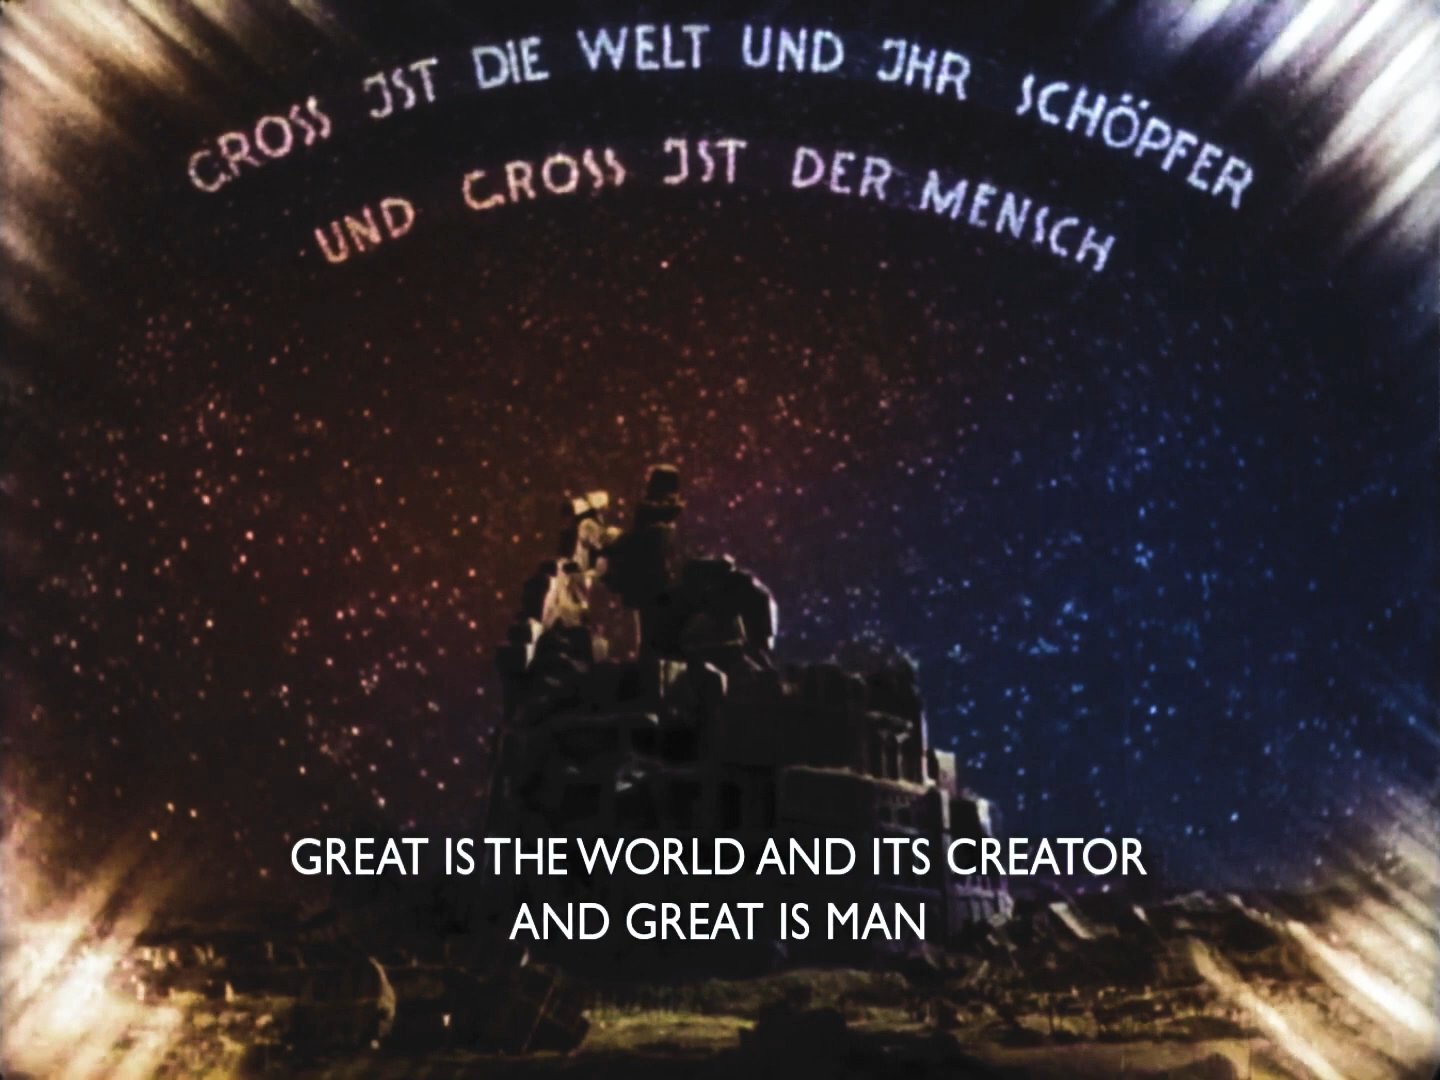 GROSS JST DIE WELT UND JHR SCHÖPFER
UND GROSS JST DER MENSCH
GREAT IS THE WORLD AND ITS CREATOR
AND GREAT IS MAN